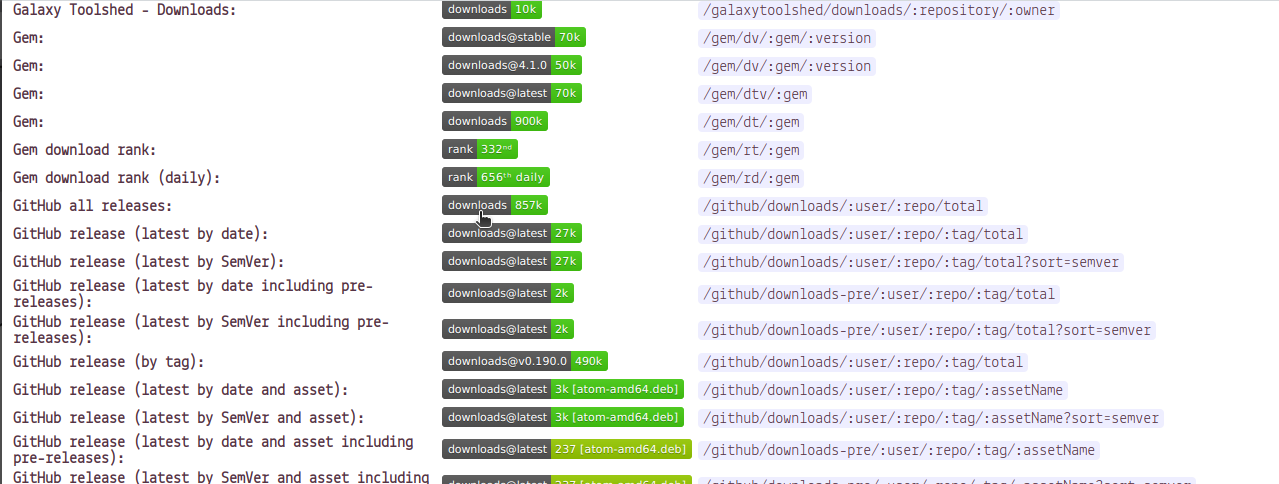 Galaxy Toolshed - Downloads: downloads 10k /galaxytoolshed/downloads/:repository/:owner
Gem: downloads@stable 70k /gem/dv/:gem/:version
Gem: downloads@4.1.0 50k /gem/dv/:gem/:version
Gem: downloads@latest 70k /gem/dtv/:gem
Gem: downloads 900k /gem/dt/:gem
Gem download rank: rank 332ⁿᵈ /gem/rt/:gem
Gem download rank (daily): rank 656ᵗʰ daily /gem/rd/:gem
GitHub all releases: downloads 857k /github/downloads/:user/:repo/total
GitHub release (latest by date): downloads@latest 27k /github/downloads/:user/:repo/:tag/total
GitHub release (latest by SemVer): downloads@latest 27k /github/downloads/:user/:repo/:tag/total?sort=semver
GitHub release (latest by date including pre-
releases): downloads@latest 2k /github/downloads-pre/:user/:repo/:tag/total
GitHub release (latest by SemVer including pre-
releases): downloads@latest 2k /github/downloads-pre/:user/:repo/:tag/total?sort=semver
GitHub release (by tag): downloads@v0.190.0 490k /github/downloads/:user/:repo/:tag/total
GitHub release (latest by date and asset): downloads@latest 3k [atom-amd64.deb] /github/downloads/:user/:repo/:tag/:assetName
GitHub release (latest by SemVer and asset): downloads@latest 3k [atom-amd64.deb] /github/downloads/:user/:repo/:tag/:assetName?sort=semver
GitHub release (latest by date and asset including
pre-releases): downloads@latest 237 [atom-amd64.deb] /github/downloads-pre/:user/:repo/:tag/:assetName
GitHub release (latest by SemVer and asset including